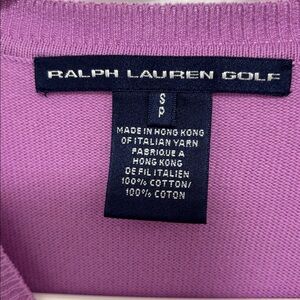 RALPH LAUREN GOLF
S
P
MADE IN HONG KONG
OF ITALIAN YARN
FABRIQUE A
HONG KONG
DE FIL ITALIEN
100% COTTON/
100% COTON